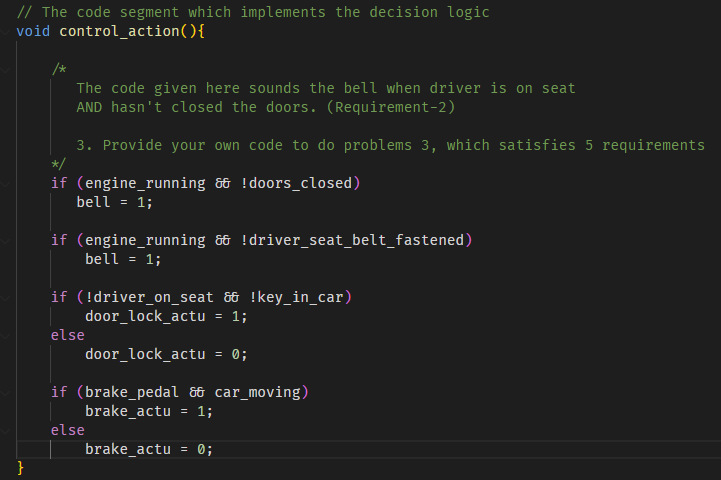 // The code segment which implements the decision logic
void control_action(){
/*
The code given here sounds the bell when driver is on seat
AND hasn't closed the doors. (Requirement-2)
3. Provide your own code to do problems 3, which satisfies 5 requirements
*/
if (engine_running && !doors_closed)
bell = 1;
if (engine_running && !driver_seat_belt_fastened)
bell = 1;
if (!driver_on_seat && !key_in_car)
door_lock_actu = 1;
else
door_lock_actu = 0;
if (brake_pedal && car_moving)
brake_actu = 1;
else
brake_actu = 0;
}